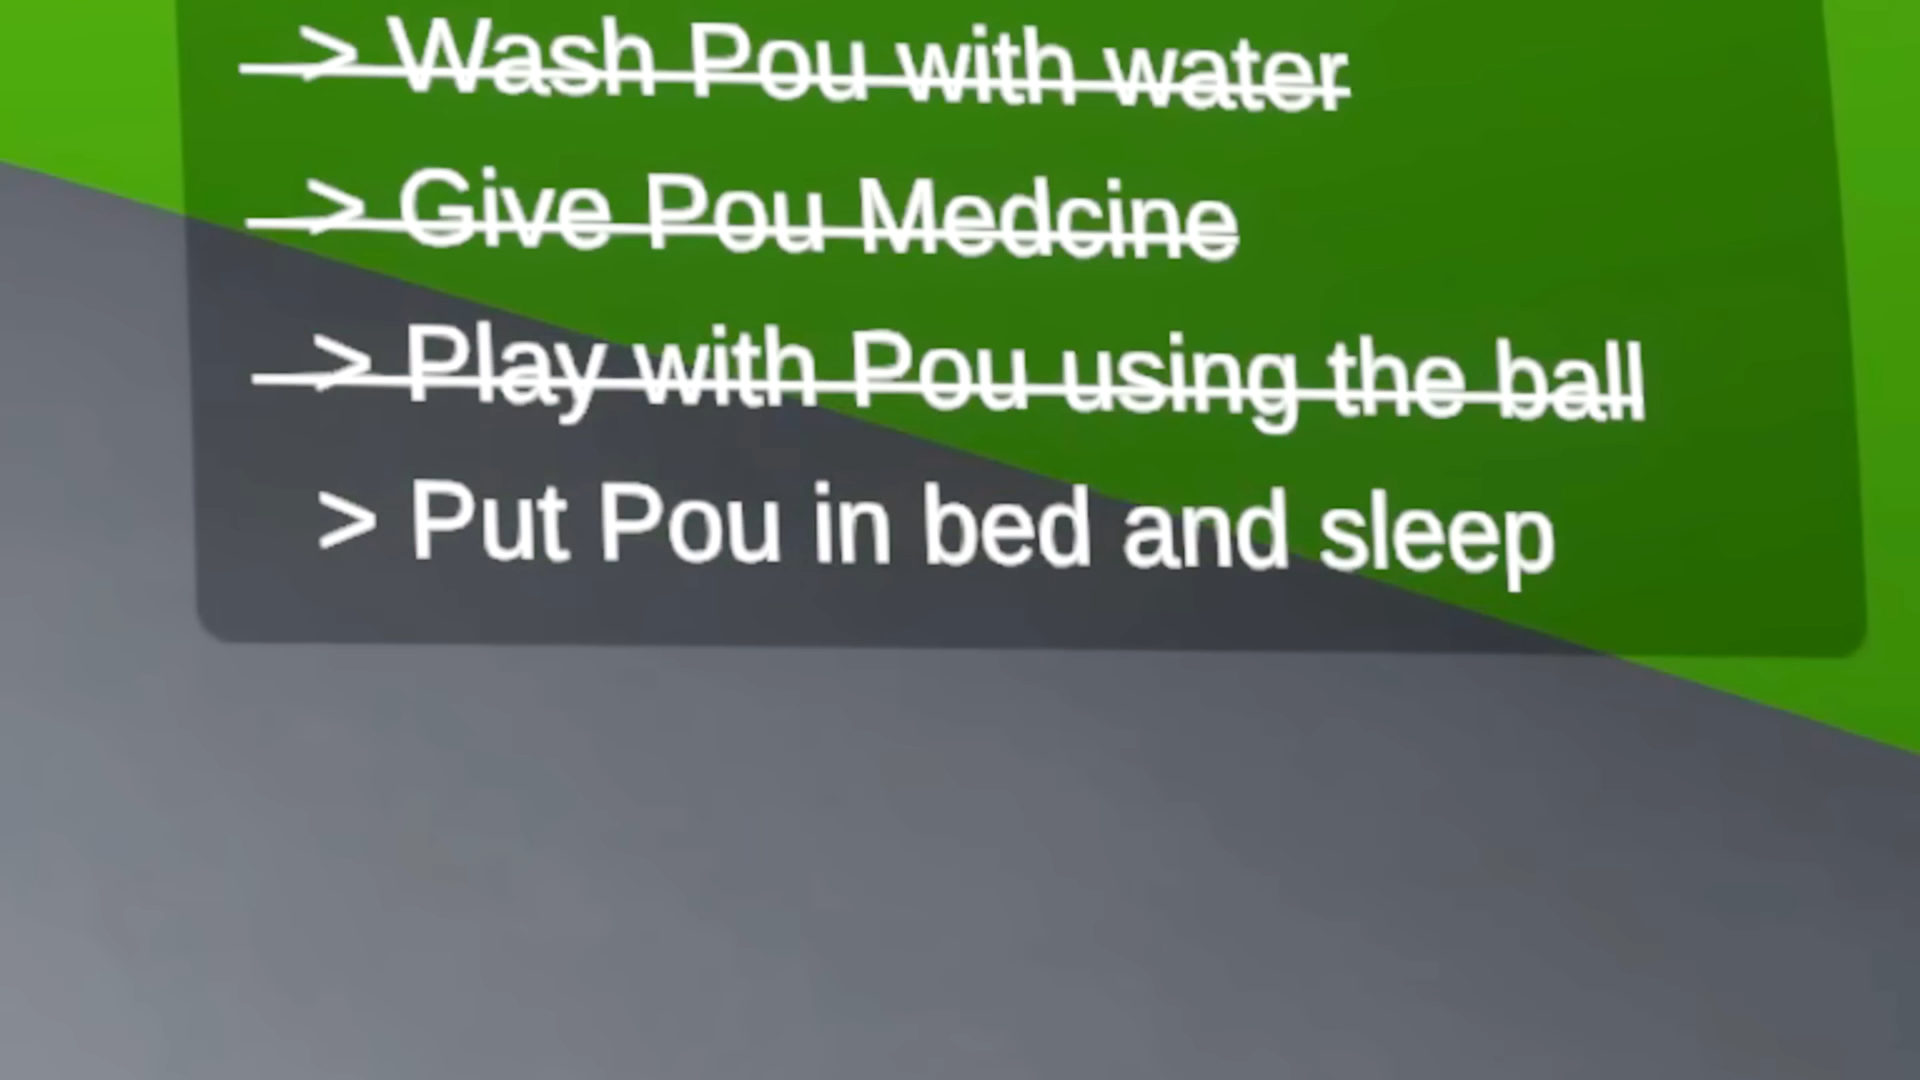 > Wash Pou with water
> Give Pou Medcine
> Play with Pou using the ball
> Put Pou in bed and sleep